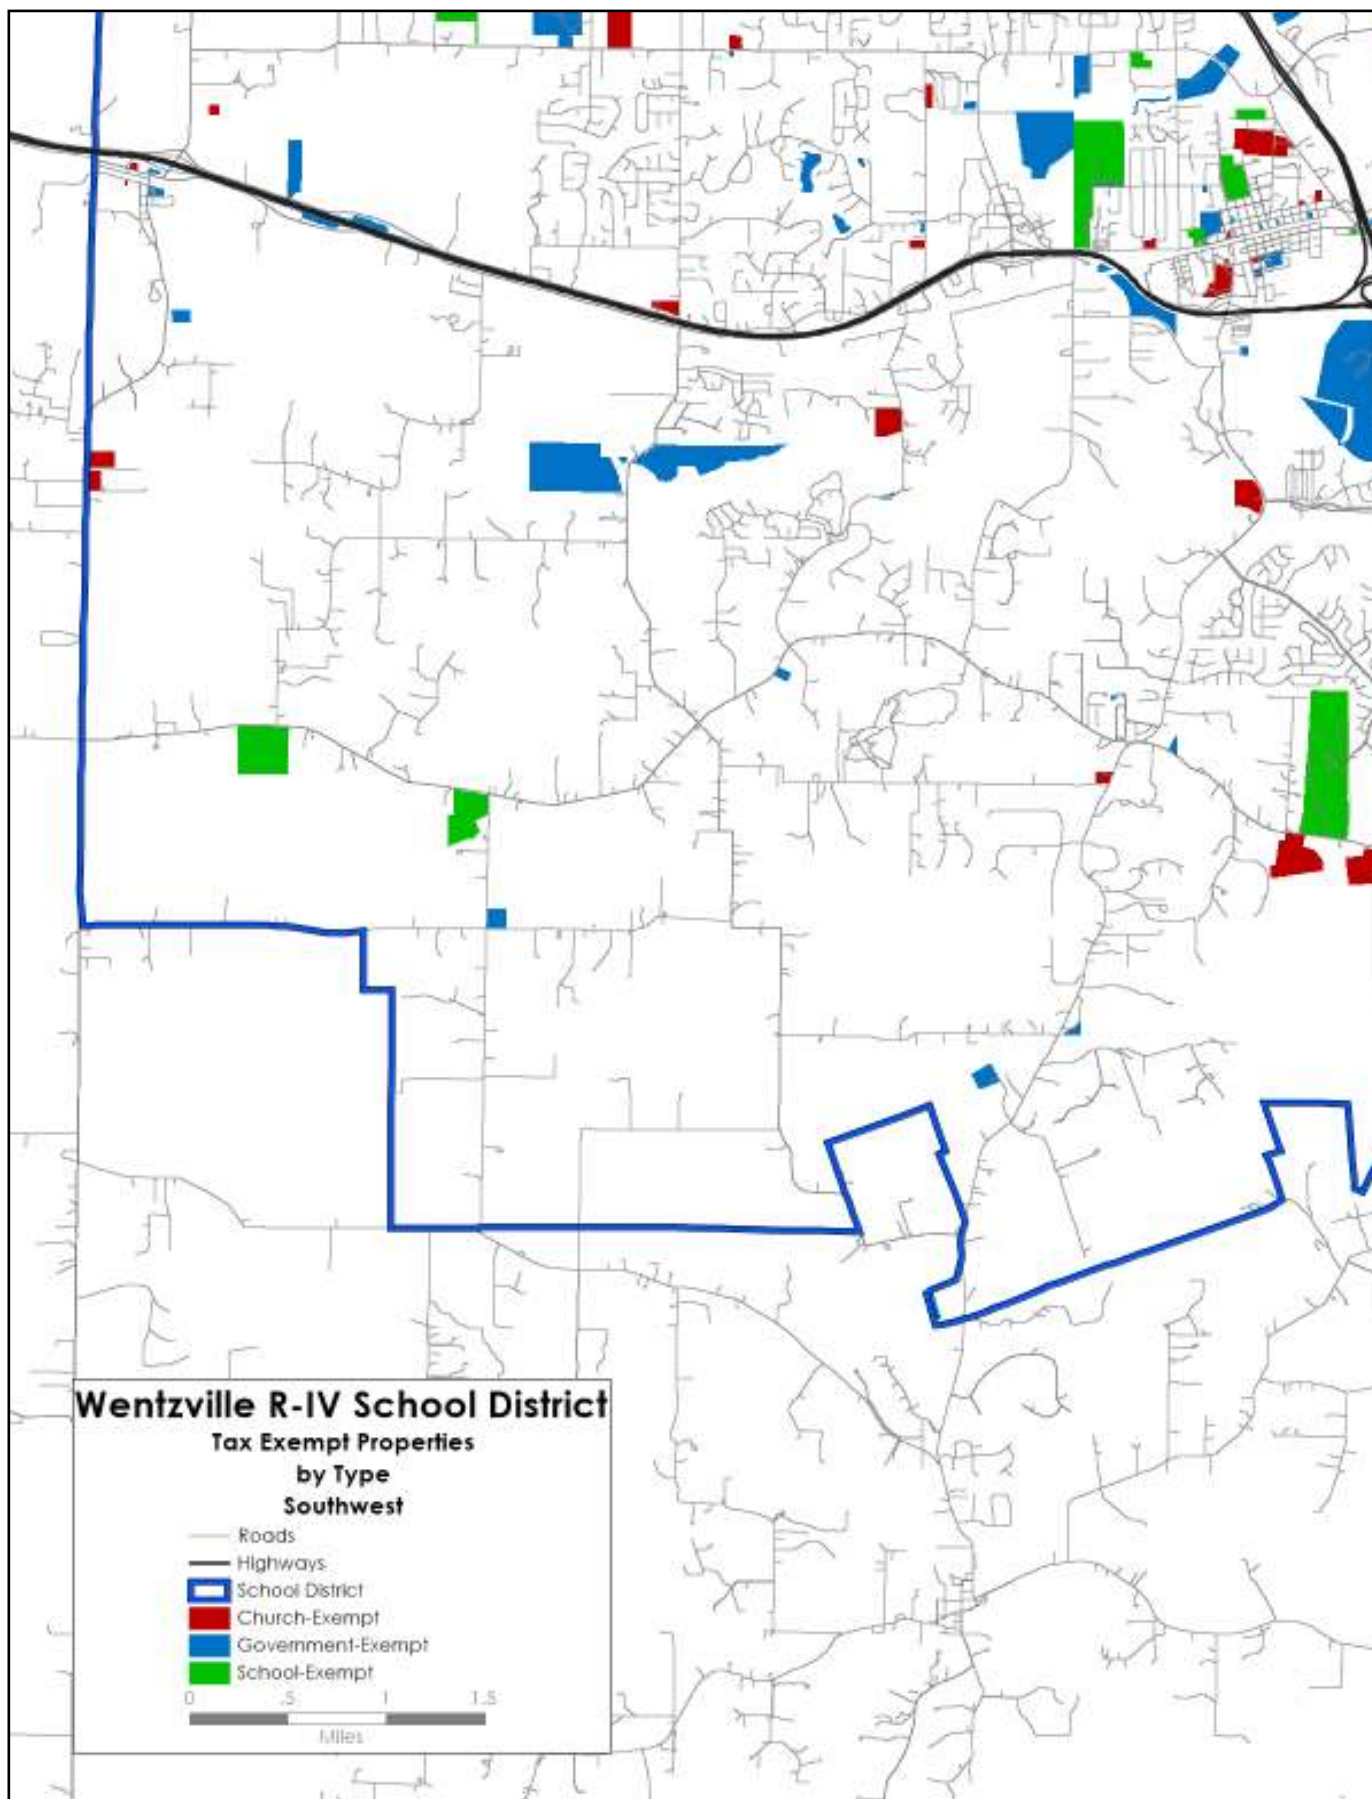 Wentzville R-IV School District
Tax Exempt Properties
by Type
Southwest
Roads
Highways
School District
Church-Exempt
Government-Exempt
School-Exempt
0 .5 1 1.5
Miles